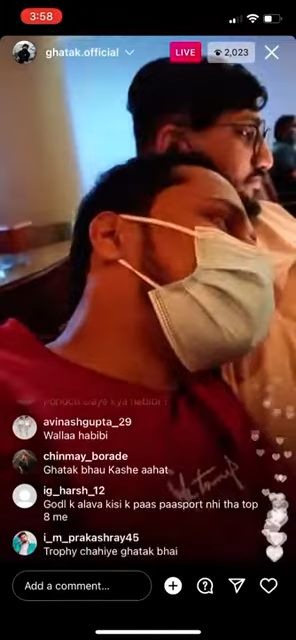 3:58
ghatak.official
LIVE
2,023
avinashgupta_29
Wallaa habibi
chinmay_borade
Ghatak bhau Kashe aahat
ig_harsh_12
Godl k alava kisi k paas paasport nhi tha top
8 me
i_m_prakashray45
Trophy chahiye ghatak bhai
Add a comment...